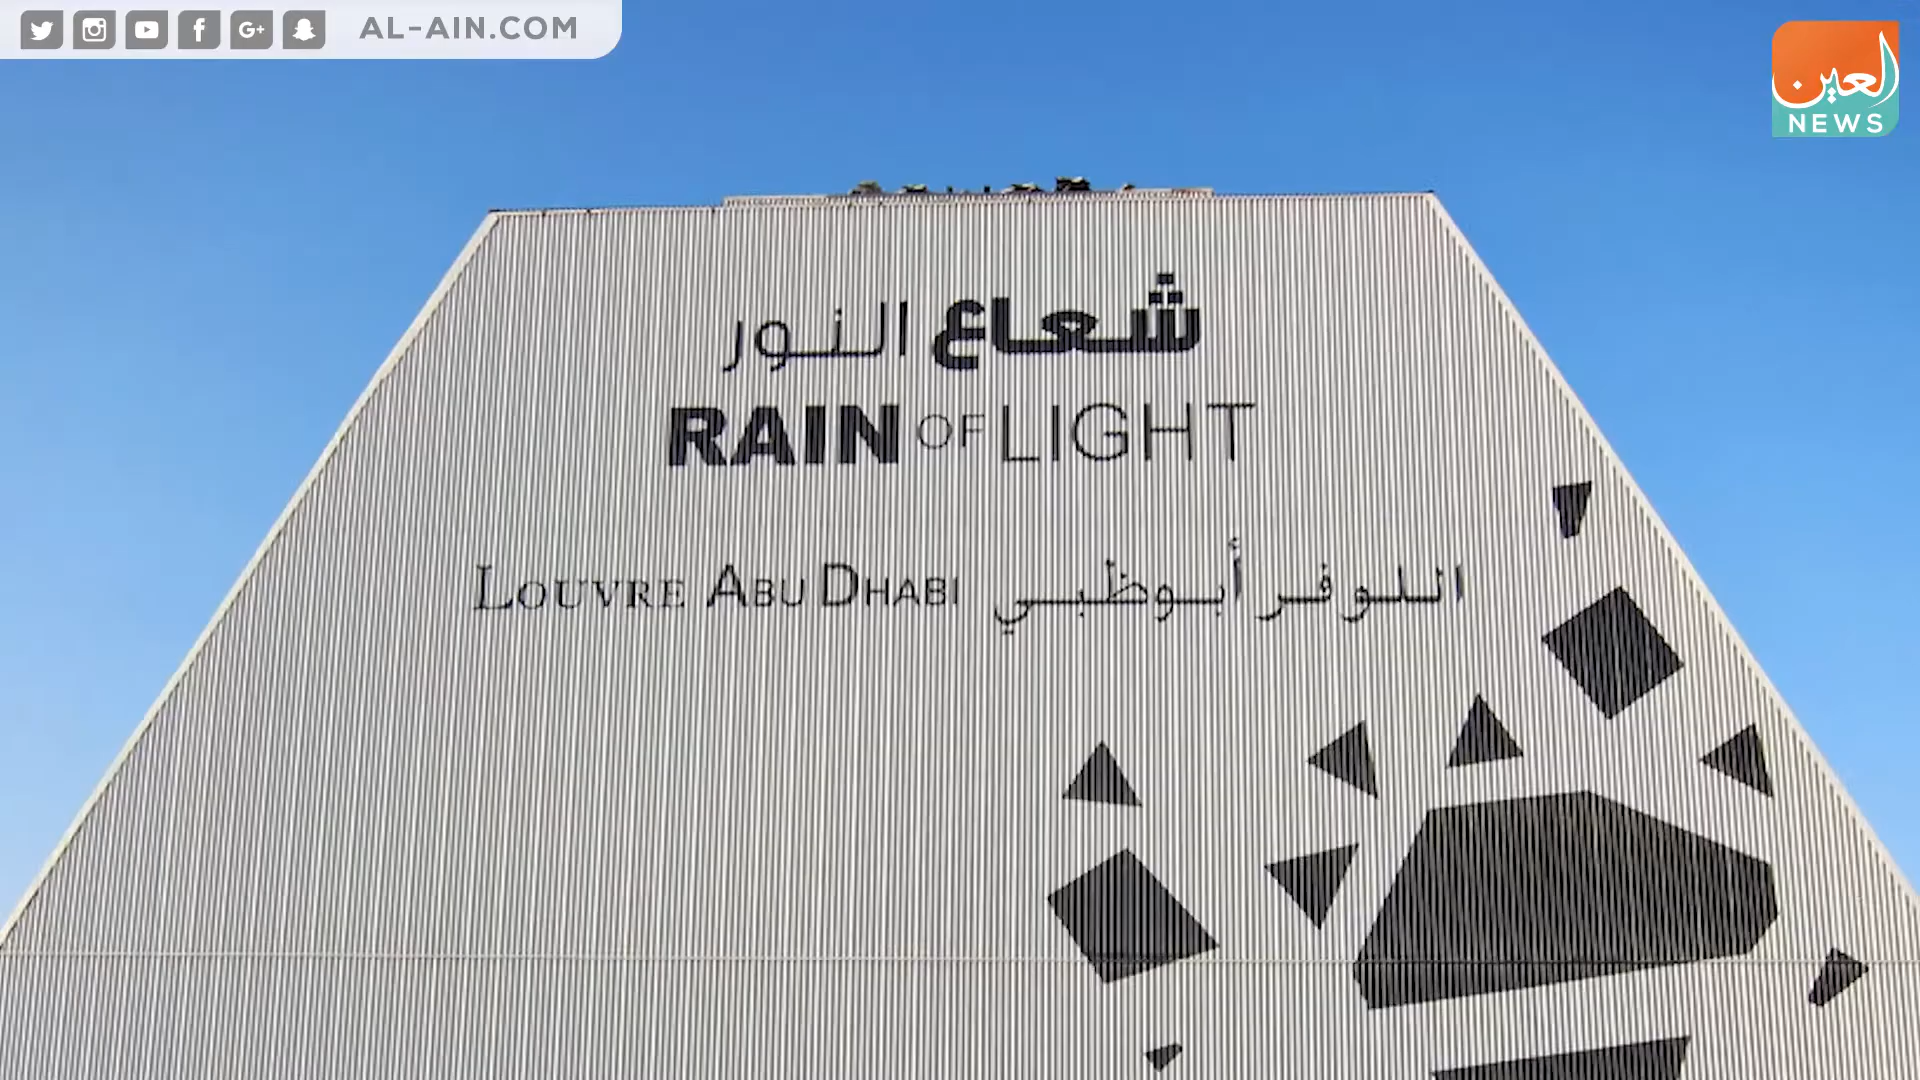 AL-AIN.COM
العين
NEWS
شعاع النور
RAIN OF LIGHT
LOUVRE ABU DHABI اللوفر أبوظبي